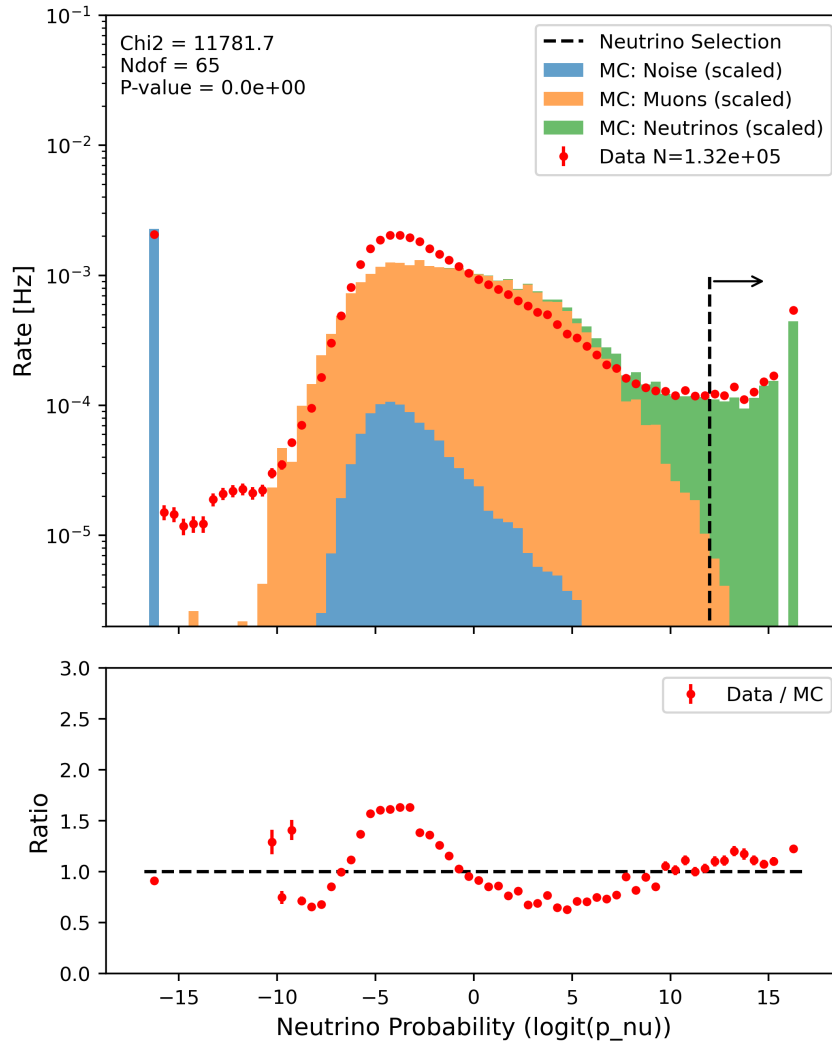 Chi2 = 11781.7
Ndof = 65
P-value = 0.0e+00
Neutrino Selection
MC: Noise (scaled)
MC: Muons (scaled)
MC: Neutrinos (scaled)
Data N=1.32e+05
Rate [Hz]
10⁻¹
10⁻²
10⁻³
10⁻⁴
10⁻⁵
Data / MC
Ratio
3.0
2.5
2.0
1.5
1.0
0.5
0.0
−15 −10 −5 0 5 10 15
Neutrino Probability (logit(p_nu))